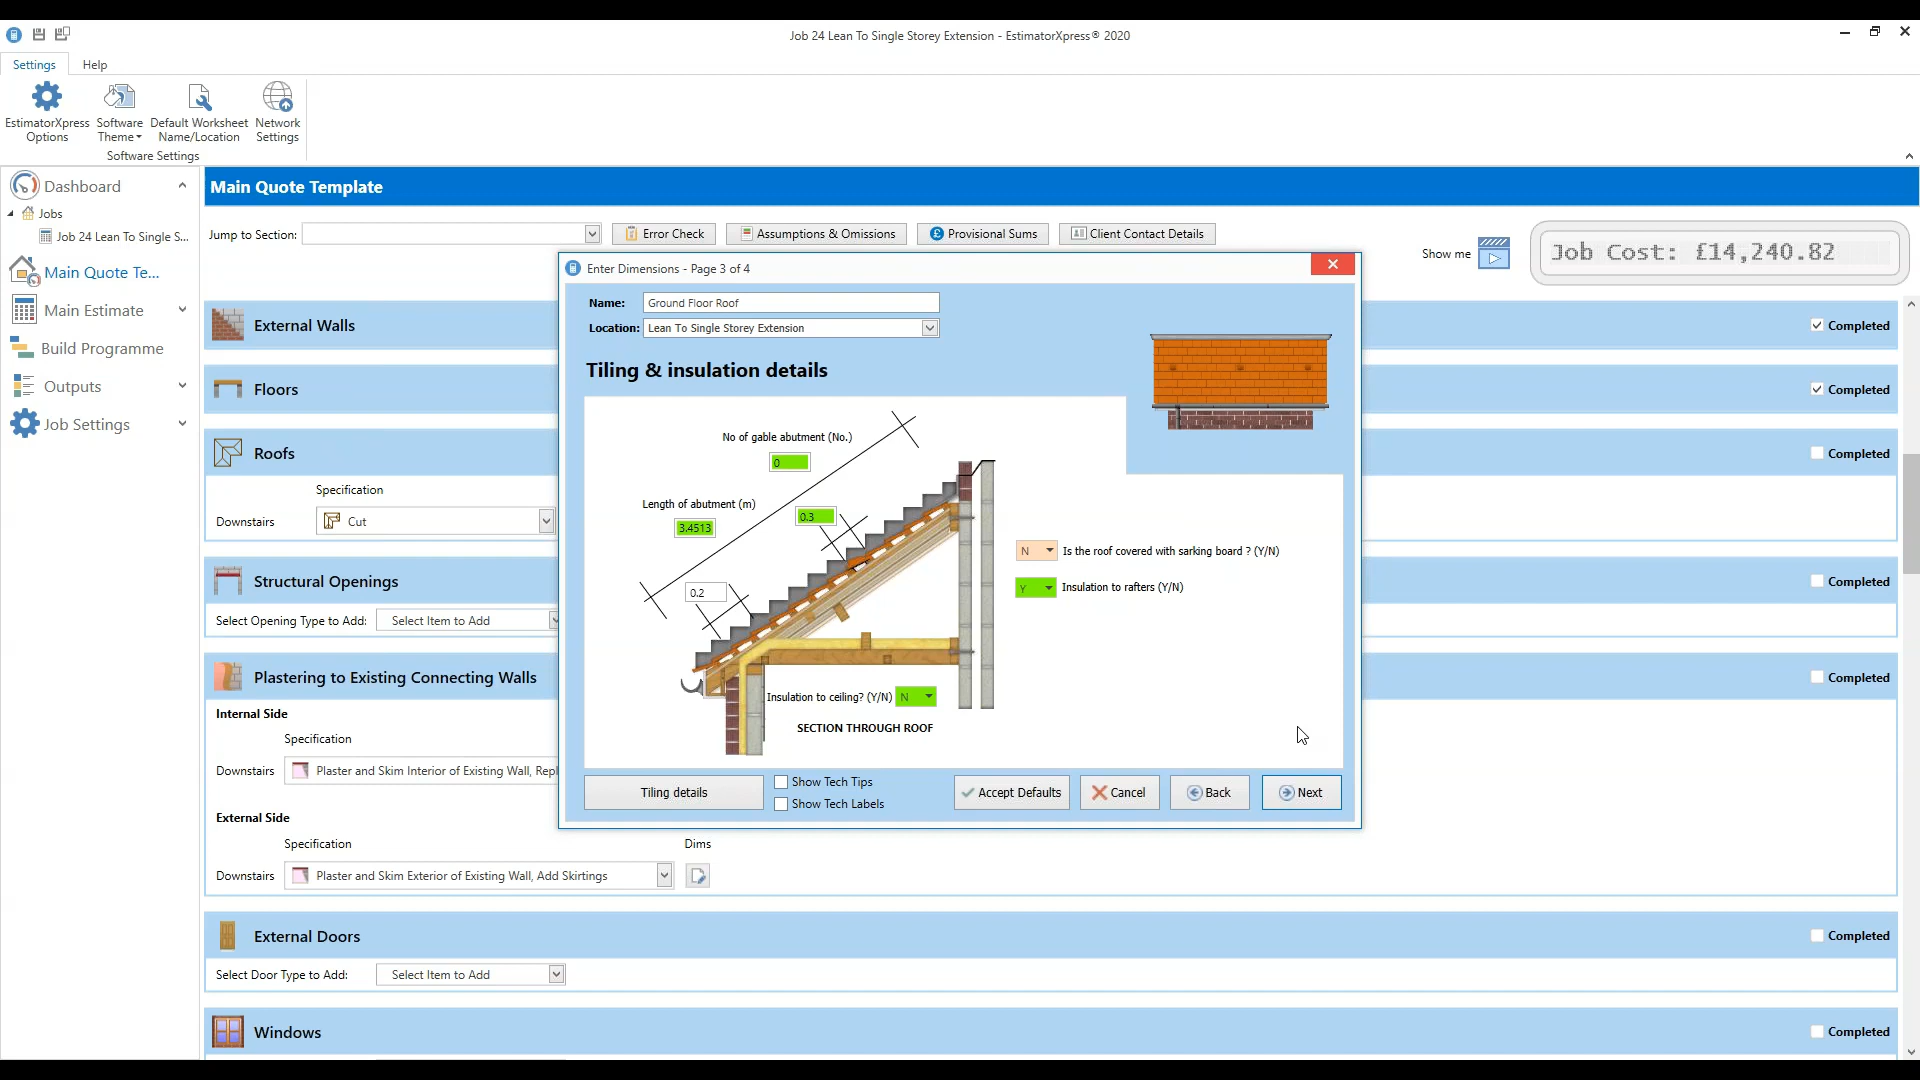 Job 24 Lean To Single Storey Extension - EstimatorXpress® 2020
Settings
Help
EstimatorXpress Options
Software Theme
Default Worksheet Name/Location
Network Settings
Software Settings
Dashboard
Jobs
Job 24 Lean To Single S...
Main Quote Te...
Main Estimate
Build Programme
Outputs
Job Settings
Main Quote Template
Jump to Section:
Error Check
Assumptions & Omissions
Provisional Sums
Client Contact Details
Show me
Job Cost: £14,240.82
External Walls
Completed
Floors
Completed
Roofs
Completed
Specification
Downstairs
Cut
Structural Openings
Completed
Select Opening Type to Add:
Select Item to Add
Plastering to Existing Connecting Walls
Completed
Internal Side
Specification
Downstairs
Plaster and Skim Interior of Existing Wall, Repl
External Side
Specification
Dims
Downstairs
Plaster and Skim Exterior of Existing Wall, Add Skirtings
External Doors
Completed
Select Door Type to Add:
Select Item to Add
Windows
Completed
Enter Dimensions - Page 3 of 4
Name:
Ground Floor Roof
Location:
Lean To Single Storey Extension
Tiling & insulation details
No of gable abutment (No.)
0
Length of abutment (m)
3.4513
0.3
0.2
N
Is the roof covered with sarking board ? (Y/N)
Y
Insulation to rafters (Y/N)
Insulation to ceiling? (Y/N)
N
SECTION THROUGH ROOF
Tiling details
Show Tech Tips
Show Tech Labels
Accept Defaults
Cancel
Back
Next